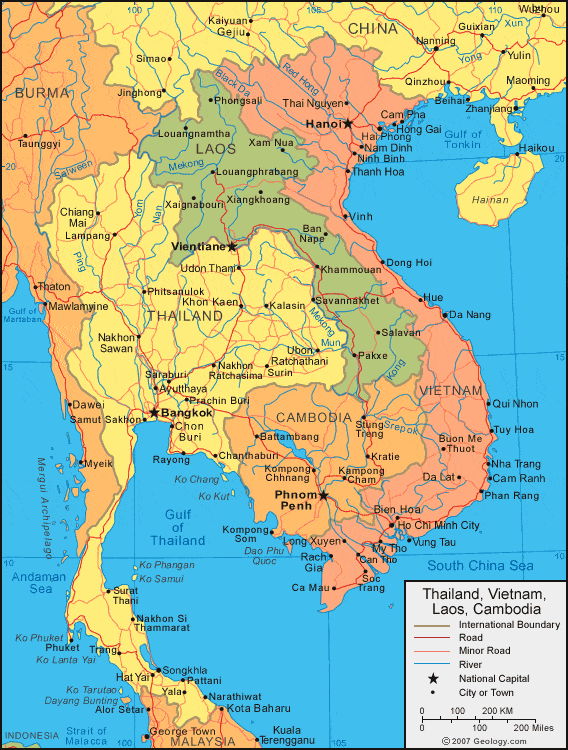 100
105
110
Kaiyuan
Gejiu
CHINA
Wuzhou
Xun
Guixian
Nanning
Yulin
Yong
Simao
BURMA
Jinghong
Black Da
Red Hong
Qinzhou
Maoming
Phongsali
Thai Nguyen
Beihai
Zhanjiang
Cam Pha
Hanoi
Hong Gai
Hai Phong
Gulf of
Tonkin
Louangnamtha
Taunggyi
LAOS
Xam Nua
Nam Dinh
Ninh Binh
Haikou
20
20
Mekong
Salween
Louangphrabang
Thanh Hoa
Hainan
Xaignabouri
Xiangkhoang
Yom
Nan
Chiang
Mai
Lampang
Vinh
Ban
Nape
Vientiane
Ping
Udon Thani
Khammouan
Dong Hoi
Thaton
Mawlamyine
Gulf of
Martaban
Phitsanulok
Khon Kaen
Kalasin
Savannakhet
Hue
Da Nang
THAILAND
Mekong
Mun
Salavan
Nakhon
Sawan
Ubon
Ratchathani
Pakxe
15
15
Nakhon
Ratchasima
Surin
Kong
Saraburi
Ayutthaya
Prachin Buri
VIETNAM
Dawei
Samut Sakhon
Bangkok
CAMBODIA
Qui Nhon
Chon
Buri
Stung
Treng
Srepok
Tuy Hoa
Battambang
Buon Me
Thuot
Myeik
Rayong
Chanthaburi
Kratie
Nha Trang
Mergui Archipelago
Kompong
Chhnang
Kampong
Cham
Da Lat
Cam Ranh
Ko Chang
Ko Kut
Phnom
Penh
Phan Rang
Bien Hoa
Gulf
of
Thailand
Kompong
Som
Ho Chi Minh City
Long Xuyen
My Tho
Vung Tau
Dao Phu
Quoc
Rach
Gia
Can Tho
10
10
South China Sea
Ko Phangan
Ko Samui
Andaman
Sea
Soc
Trang
Ca Mau
Surat
Thani
Nakhon Si
Thammarat
Ko Phuket
Phuket
Ko Lanta Yai
Trang
Songkhla
Hat Yai
Pattani
Yala
Narathiwat
Ko Tarutao
Dayang Bunting
Alor Setar
Kota Baharu
George Town
Kuala
Terengganu
INDONESIA
Strait of
Malacca
MALAYSIA
100
105
Thailand, Vietnam,
Laos, Cambodia
International Boundary
Road
Minor Road
River
National Capital
City or Town
0 100 200 KM
0 100 200 Miles
© 2007 Geology.com